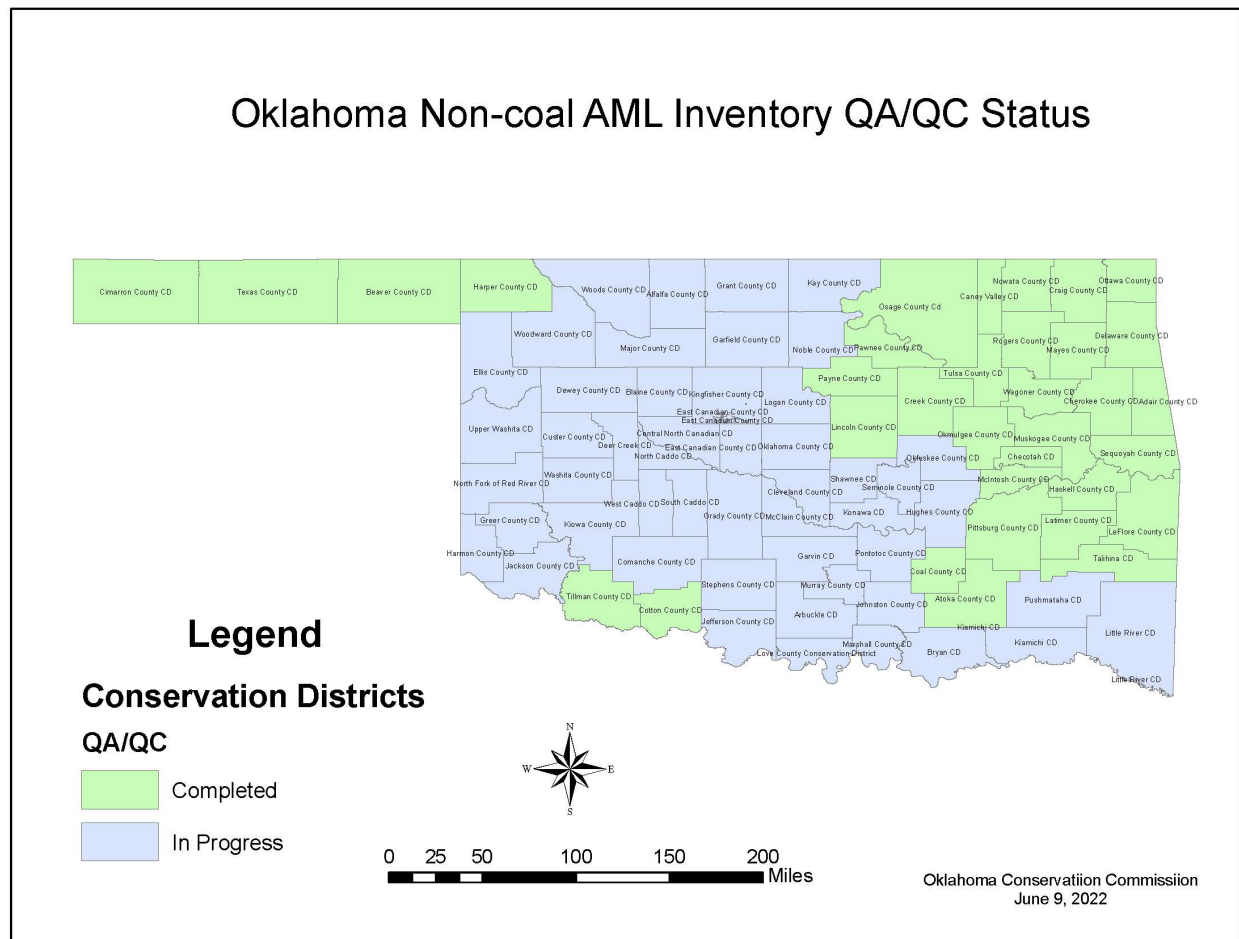 Oklahoma Non-coal AML Inventory QA/QC Status
Cimarron County CD
Texas County CD
Beaver County CD
Harper County CD
Woods County CD
Alfalfa County CD
Grant County CD
Kay County CD
Osage County Cd
Caney Valley CD
Nowata County CD
Craig County CD
Ottawa County CD
Woodward County CD
Major County CD
Garfield County CD
Noble County CD
Pawnee County CD
Rogers County CD
Mayes County CD
Delaware County CD
Ellis County CD
Dewey County CD
Blaine County CD
Kingfisher County CD
Logan County CD
Payne County CD
Creek County CD
Tulsa County CD
Wagoner County CD
Cherokee County CD
Adair County CD
East Canadian County CD
East Canadian County CD
Upper Washita CD
Custer County CD
Deer Creek CD
Central North Canadian CD
East Canadian County CD
North Caddo CD
Oklahoma County CD
Lincoln County CD
Okmulgee County CD
Muskogee County CD
Okfuskee County CD
Checotah CD
Sequoyah County CD
North Fork of Red River CD
Washita County CD
West Caddo CD
South Caddo CD
Grady County CD
Cleveland County CD
McClain County CD
Shawnee CD
Seminole County CD
Konawa CD
Hughes County CD
McIntosh County CD
Haskell County CD
Pittsburg County CD
Latimer County CD
LeFlore County CD
Talihina CD
Greer County CD
Kiowa County CD
Harmon County CD
Jackson County CD
Comanche County CD
Garvin CD
Pontotoc County CD
Coal County CD
Tillman County CD
Cotton County CD
Stephens County CD
Murray County CD
Arbuckle CD
Johnston County CD
Atoka County CD
Pushmataha CD
Jefferson County CD
Love County Conservation District
Marshall County CD
Bryan CD
Kiamichi CD
Kiamichi CD
Little River CD
Little River CD
Legend
Conservation Districts
QA/QC
Completed
In Progress
N
W
E
S
0 25 50 100 150 200
Miles
Oklahoma Conservatiion Commissiion
June 9, 2022